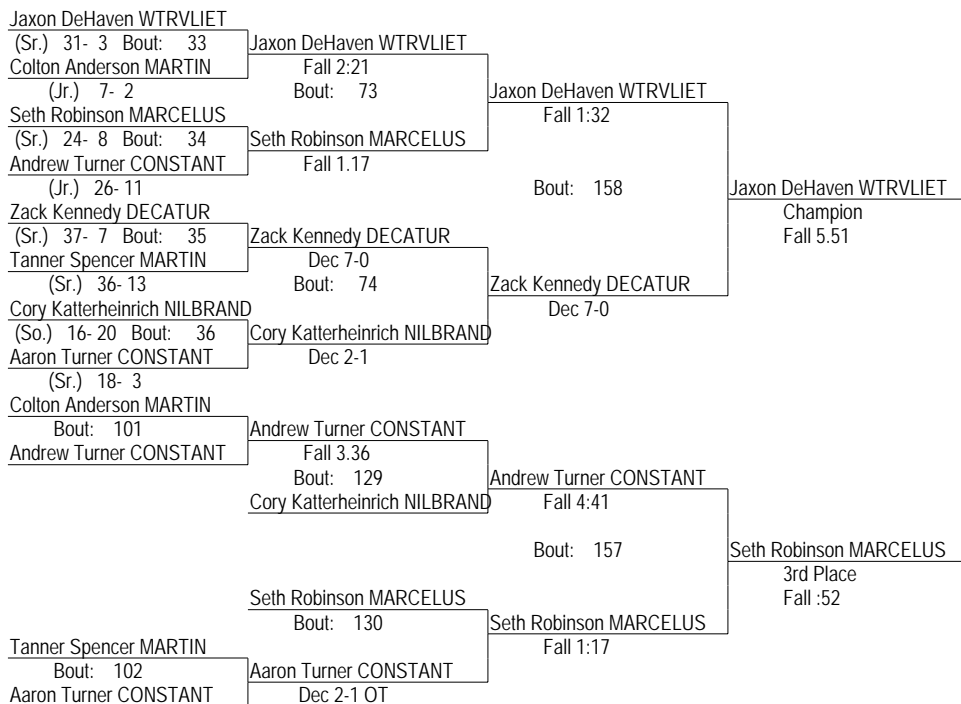 Jaxon DeHaven WTRVLIET
(Sr.) 31- 3 Bout: 33 Jaxon DeHaven WTRVLIET
Colton Anderson MARTIN Fall 2:21
(Jr.) 7- 2 Bout: 73 Jaxon DeHaven WTRVLIET
Seth Robinson MARCELUS Fall 1:32
(Sr.) 24- 8 Bout: 34 Seth Robinson MARCELUS
Andrew Turner CONSTANT Fall 1.17
(Jr.) 26- 11 Bout: 158 Jaxon DeHaven WTRVLIET
Zack Kennedy DECATUR Champion
(Sr.) 37- 7 Bout: 35 Zack Kennedy DECATUR Fall 5.51
Tanner Spencer MARTIN Dec 7-0
(Sr.) 36- 13 Bout: 74 Zack Kennedy DECATUR
Cory Katterheinrich NILBRAND Dec 7-0
(So.) 16- 20 Bout: 36 Cory Katterheinrich NILBRAND
Aaron Turner CONSTANT Dec 2-1
(Sr.) 18- 3
Colton Anderson MARTIN
Bout: 101 Andrew Turner CONSTANT
Andrew Turner CONSTANT Fall 3.36
Bout: 129 Andrew Turner CONSTANT
Cory Katterheinrich NILBRAND Fall 4:41
Bout: 157 Seth Robinson MARCELUS
3rd Place
Seth Robinson MARCELUS Fall :52
Bout: 130 Seth Robinson MARCELUS
Tanner Spencer MARTIN Fall 1:17
Bout: 102 Aaron Turner CONSTANT
Aaron Turner CONSTANT Dec 2-1 OT